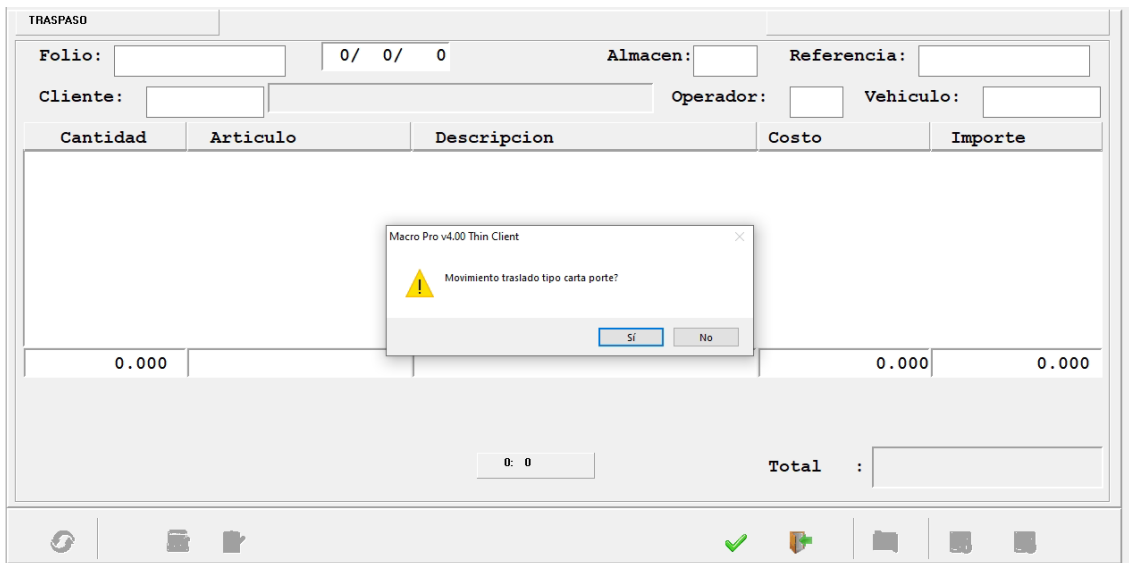 TRASPASO
Folio: 0/ 0/ 0 Almacen: Referencia:
Cliente: Operador: Vehiculo:
Cantidad Articulo Descripcion Costo Importe
Macro Pro v4.00 Thin Client
Movimiento traslado tipo carta porte?
Sí No
0.000 0.000 0.000
0: 0 Total :